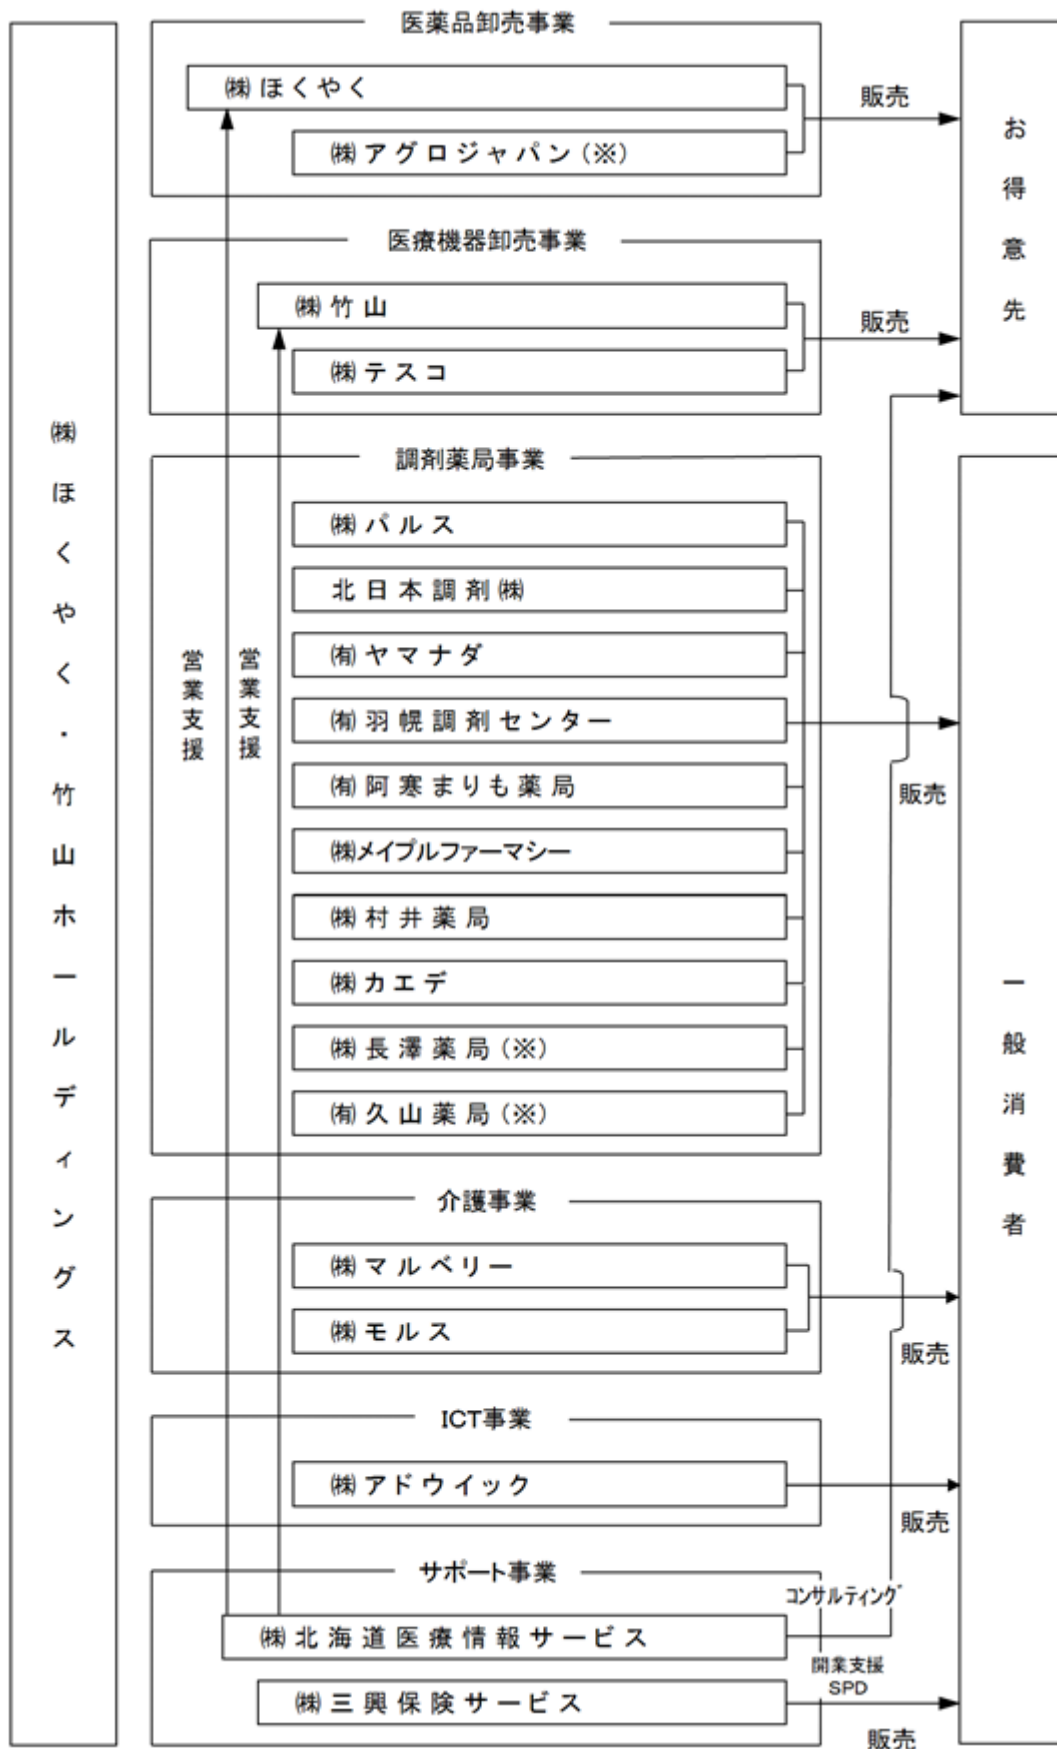 ㈱ほくやく・竹山ホールディングス
医薬品卸売事業
㈱ほくやく
㈱アグロジャパン(※)
販売
お得意先
医療機器卸売事業
㈱竹山
㈱テスコ
販売
調剤薬局事業
㈱パルス
北日本調剤㈱
㈲ヤマナダ
㈲羽幌調剤センター
㈲阿寒まりも薬局
㈱メイプルファーマシー
㈱村井薬局
㈱カエデ
㈱長澤薬局(※)
㈲久山薬局(※)
営業支援
営業支援
販売
一般消費者
介護事業
㈱マルベリー
㈱モルス
販売
ICT事業
㈱アドウイック
販売
サポート事業
コンサルティング
㈱北海道医療情報サービス
開業支援
SPD
㈱三興保険サービス
販売